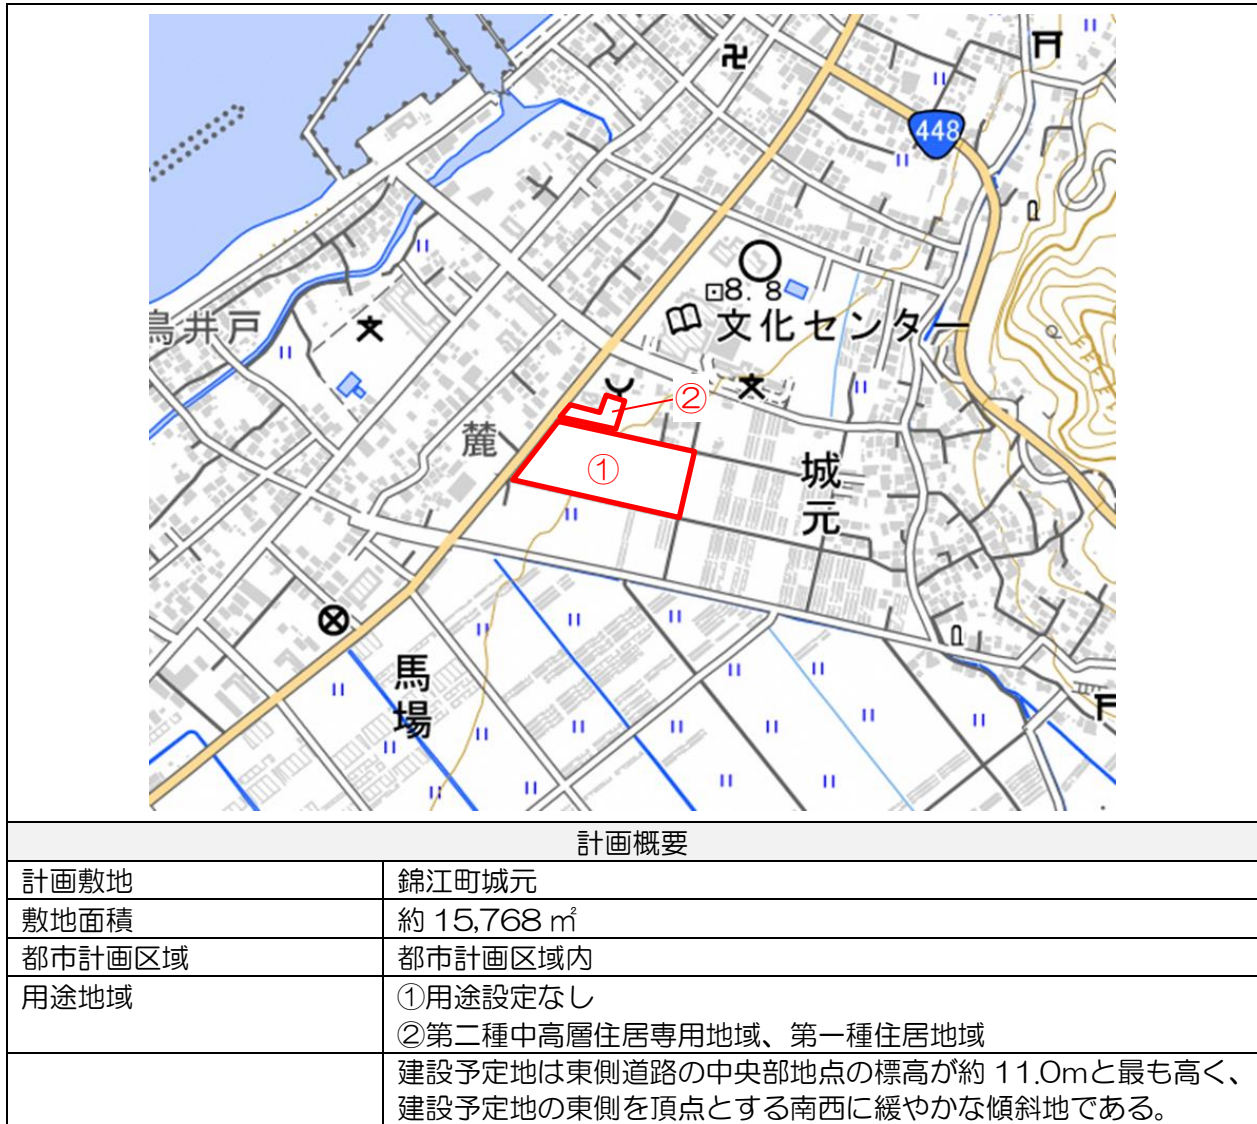 448
8.8
文化センター
鳥井戸
②
麓
①
城元
馬場
計画概要
計画敷地 錦江町城元
敷地面積 約 15,768 ㎡
都市計画区域 都市計画区域内
用途地域 ①用途設定なし
②第二種中高層住居専用地域、第一種住居地域
建設予定地は東側道路の中央部地点の標高が約 11.0mと最も高く、
建設予定地の東側を頂点とする南西に緩やかな傾斜地である。